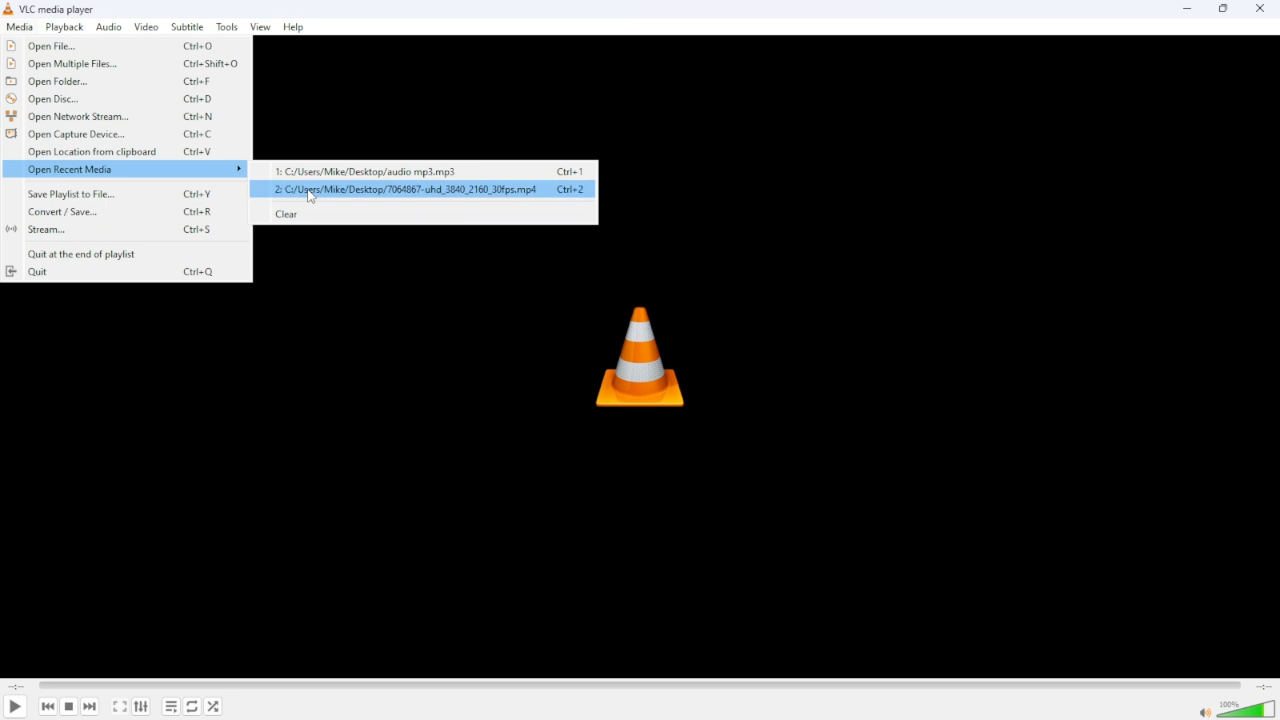 VLC media player
Media Playback Audio Video Subtitle Tools View Help
Open File... Ctrl+O
Open Multiple Files... Ctrl+Shift+O
Open Folder... Ctrl+F
Open Disc... Ctrl+D
Open Network Stream... Ctrl+N
Open Capture Device... Ctrl+C
Open Location from clipboard Ctrl+V
Open Recent Media
1: C:/Users/Mike/Desktop/audio mp3.mp3 Ctrl+1
2: C:/Users/Mike/Desktop/7064867-uhd_3840_2160_30fps.mp4 Ctrl+2
Clear
Save Playlist to File... Ctrl+Y
Convert / Save... Ctrl+R
Stream... Ctrl+S
Quit at the end of playlist
Quit Ctrl+Q
--:-- --:--
100%